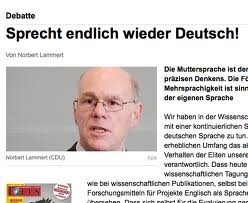 Debatte
Sprecht endlich wieder Deutsch!
Von Norbert Lammert
Die Muttersprache ist der
präzisen Denkens. Die Fö
Mehrsprachigkeit ist sinn
der eigenen Sprache
Wir haben in der Wissensc
mit einer kontinuierlichen S
deutschen Sprache zu tun.
erheblichen Umfang das ak
Verhalten der Eliten unsere
verantwortlich. Dass heute
wissenschaftlichen Tagung
Norbert Lammert (CDU)
dpa
wie bei wissenschaftlichen Publikationen, selbst be
Forschungsmitteln für Projekte Englisch als Sprache
FOCUS